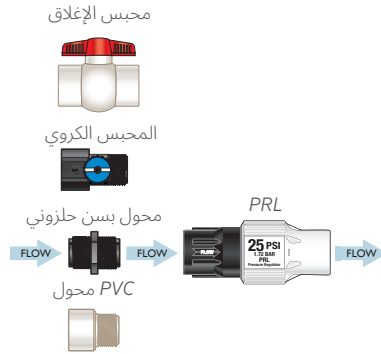 محبس الإغلاق
المحبس الكروي
محول بسن حلزوني
PRL
FLOW
FLOW
FLOW
FLOW
25 PSI
1.72 BAR
PRL
Pressure Regulator
محول PVC